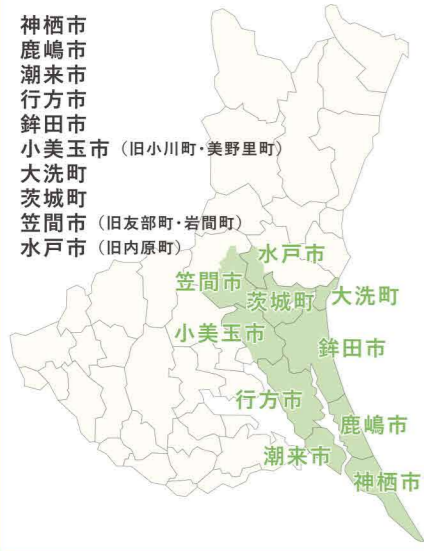 神栖市
鹿嶋市
潮来市
行方市
鉾田市
小美玉市（旧小川町･美野里町）
大洗町
茨城町
笠間市（旧友部町･岩間町）
水戸市（旧内原町）
水戸市
笠間市
茨城町
大洗町
小美玉市
鉾田市
行方市
鹿嶋市
潮来市
神栖市